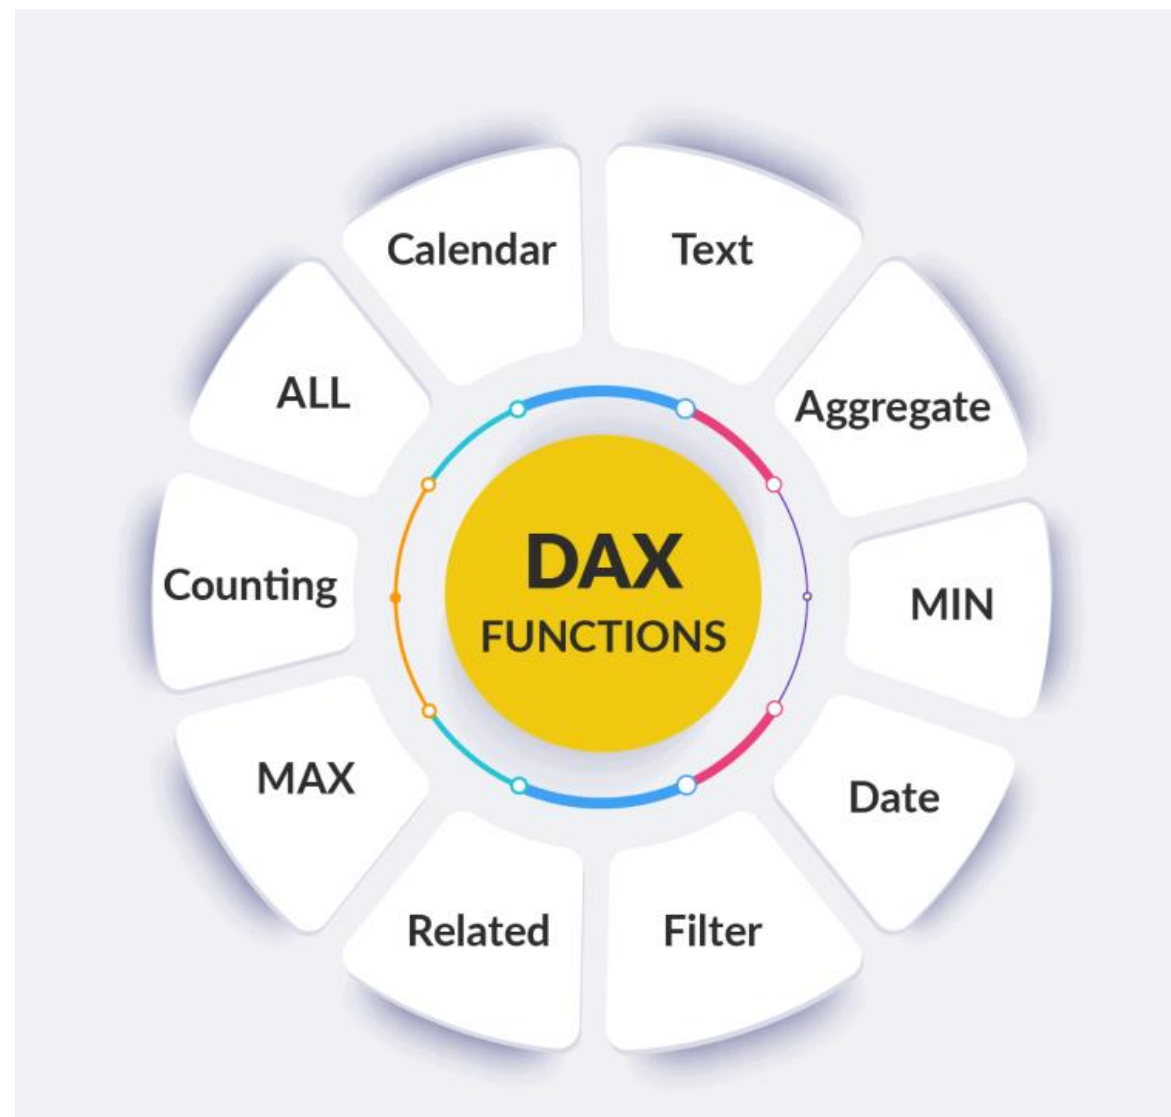 Calendar
Text
ALL
Aggregate
Counting
DAX
FUNCTIONS
MIN
MAX
Date
Related
Filter